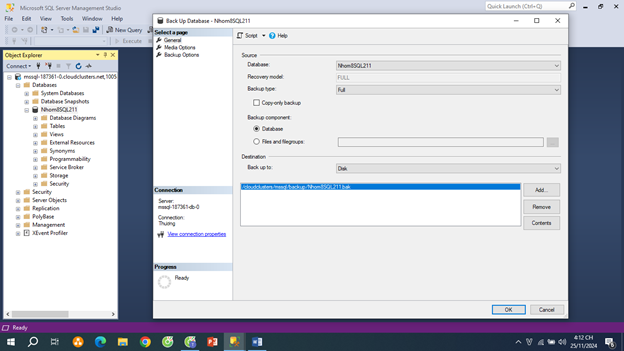 Microsoft SQL Server Management Studio
Quick Launch (Ctrl+Q)
File Edit View Tools Window Help
New Query
Execute
Object Explorer
Connect
mssql-187361-0.cloudclusters.net,1005
Databases
System Databases
Database Snapshots
Nhom8SQL211
Database Diagrams
Tables
Views
External Resources
Synonyms
Programmability
Service Broker
Storage
Security
Security
Server Objects
Replication
PolyBase
Management
XEvent Profiler
Back Up Database - Nhom8SQL211
Select a page
General
Media Options
Backup Options
Connection
Server:
mssql-187361-db-0
Connection:
Thương
View connection properties
Progress
Ready
Script
Help
Source
Database:
Nhom8SQL211
Recovery model:
FULL
Backup type:
Full
Copy-only backup
Backup component:
Database
Files and filegroups:
Destination
Back up to:
Disk
/cloudclusters/mssql/backup/Nhom8SQL211.bak
Add...
Remove
Contents
OK
Cancel
Ready
4:12 CH
25/11/2024